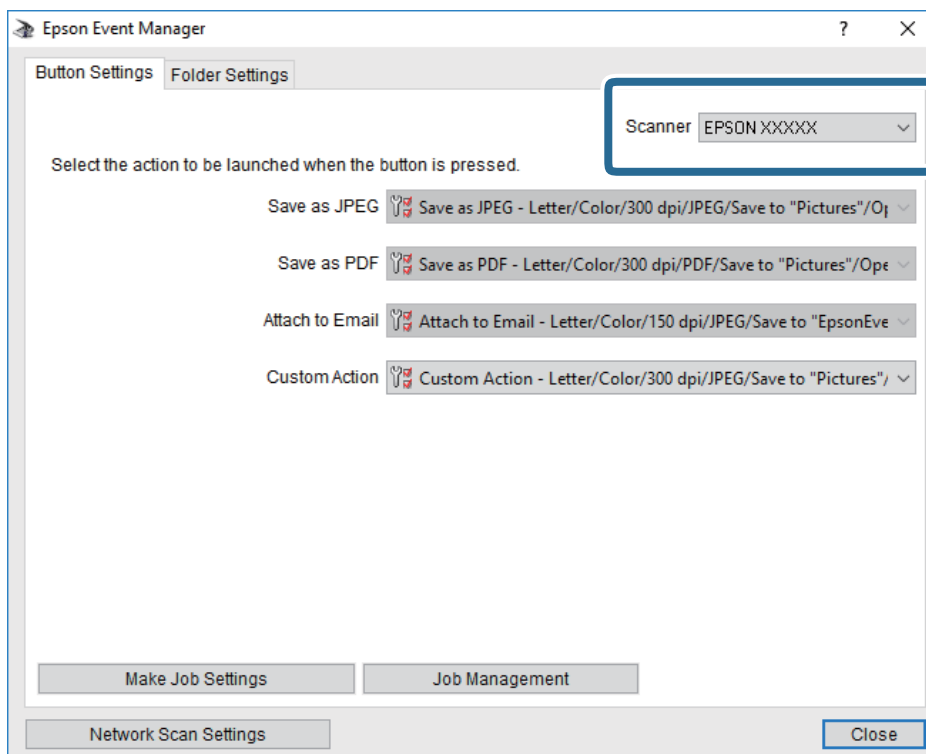 Epson Event Manager
Button Settings Folder Settings
Scanner EPSON XXXXX
Select the action to be launched when the button is pressed.
Save as JPEG Save as JPEG - Letter/Color/300 dpi/JPEG/Save to "Pictures"/Op
Save as PDF Save as PDF - Letter/Color/300 dpi/PDF/Save to "Pictures"/Ope
Attach to Email Attach to Email - Letter/Color/150 dpi/JPEG/Save to "EpsonEve
Custom Action Custom Action - Letter/Color/300 dpi/JPEG/Save to "Pictures"/
Make Job Settings Job Management
Network Scan Settings Close